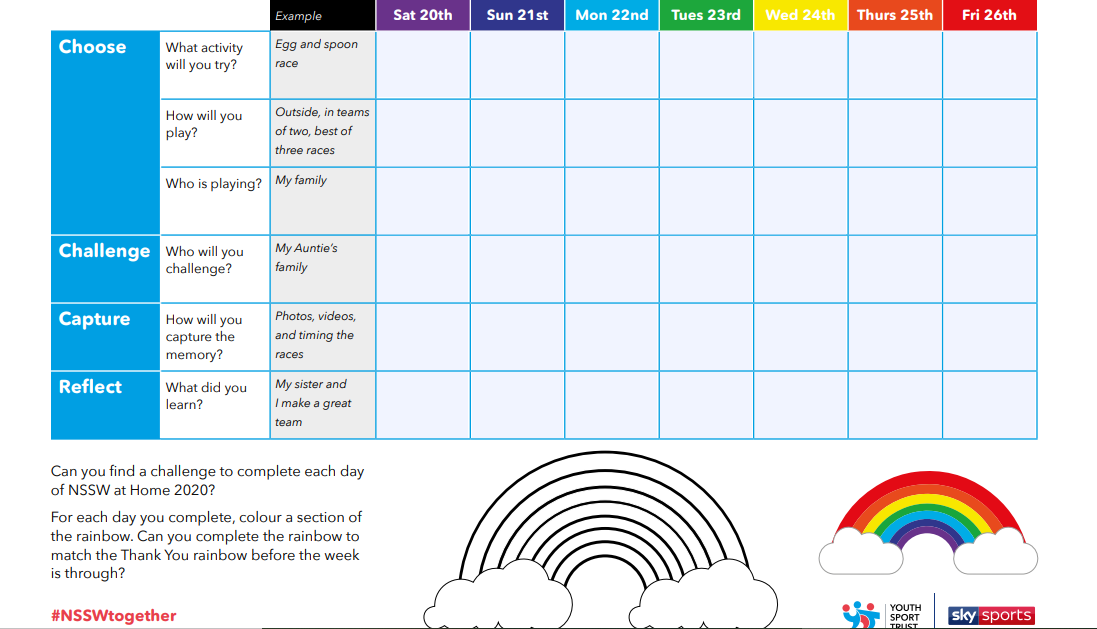 Example Sat 20th Sun 21st Mon 22nd Tues 23rd Wed 24th Thurs 25th Fri 26th
Choose
What activity
will you try?
Egg and spoon
race
How will you
play?
Outside, in teams
of two, best of
three races
Who is playing?
My family
Challenge
Who will you
challenge?
My Auntie's
family
Capture
How will you
capture the
memory?
Photos, videos,
and timing the
races
Reflect
What did you
learn?
My sister and
I make a great
team
Can you find a challenge to complete each day
of NSSW at Home 2020?
For each day you complete, colour a section of
the rainbow. Can you complete the rainbow to
match the Thank You rainbow before the week
is through?
#NSSWtogether
YOUTH
SPORT
TRUST
sky sports